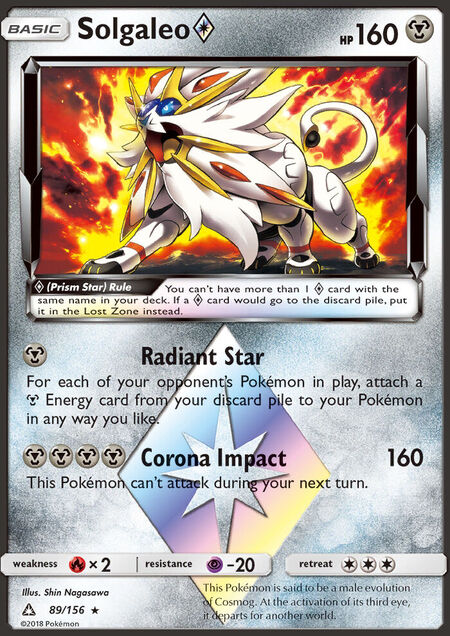 BASIC Solgaleo HP 160
(Prism Star) Rule You can't have more than 1 card with the
same name in your deck. If a card would go to the discard pile, put
it in the Lost Zone instead.
Radiant Star
For each of your opponent's Pokémon in play, attach a
Energy card from your discard pile to your Pokémon
in any way you like.
Corona Impact 160
This Pokémon can't attack during your next turn.
weakness × 2 resistance -20 retreat
Illus. Shin Nagasawa
89/156 ★
©2018 Pokémon
This Pokémon is said to be a male evolution
of Cosmog. At the activation of its third eye,
it departs for another world.